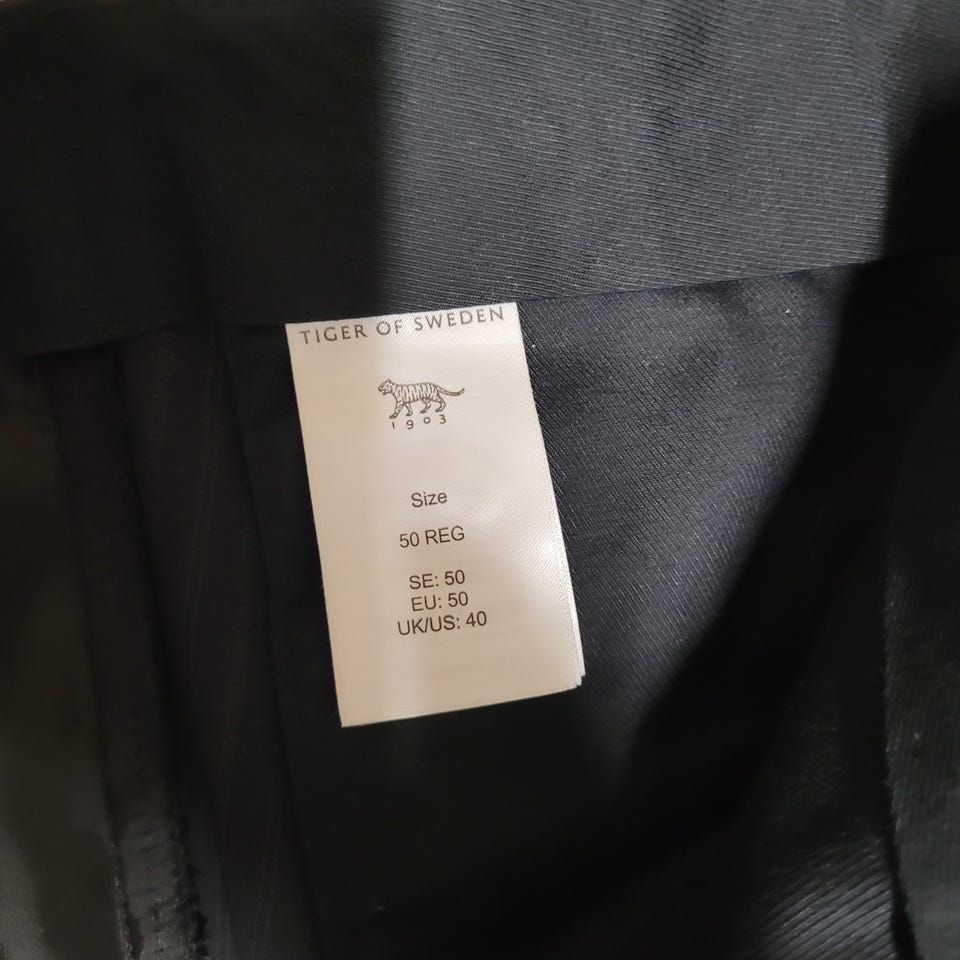 TIGER OF SWEDEN
1903
Size
50 REG
SE: 50
EU: 50
UK/US: 40